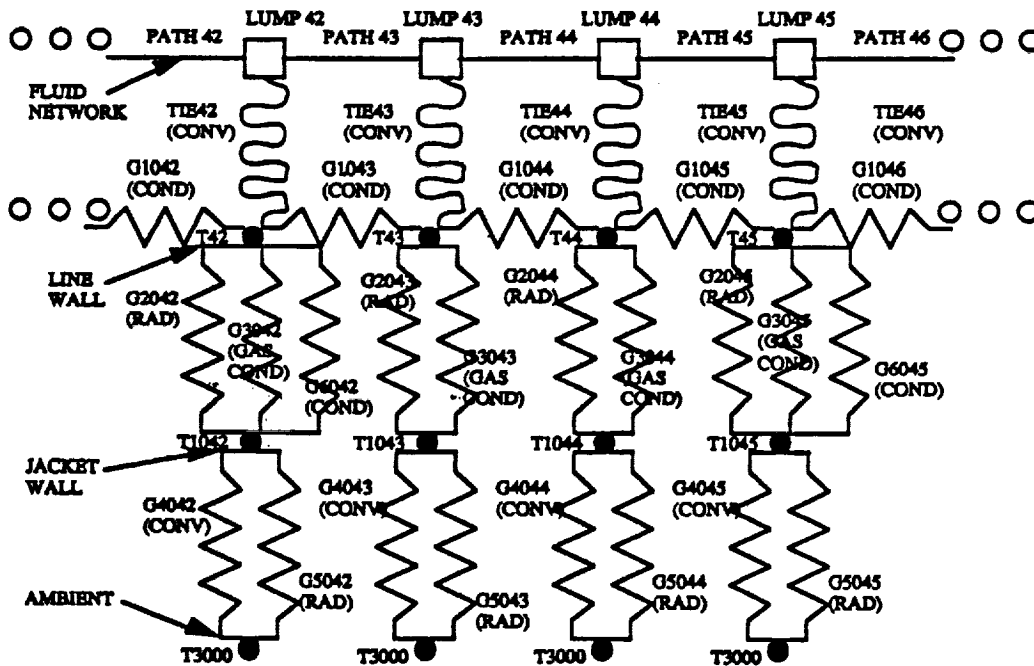 LUMP 42 LUMP 43 LUMP 44 LUMP 45
PATH 42 PATH 43 PATH 44 PATH 45 PATH 46
FLUID
NETWORK
TIE42
(CONV)
TIE43
(CONV)
TIE44
(CONV)
TIE45
(CONV)
TIE46
(CONV)
G1042
(COND)
G1043
(COND)
G1044
(COND)
G1045
(COND)
G1046
(COND)
T42 T43 T44 T45
LINE
WALL
G2042
(RAD)
G2043
(RAD)
G2044
(RAD)
G2045
(RAD)
G3042
(GAS
COND)
G6042
(COND)
G3043
(GAS
COND)
G3044
(GAS
COND)
G3045
(GAS
COND)
G6045
(COND)
T1042 T1043 T1044 T1045
JACKET
WALL
G4042
(CONV)
G4043
(CONV)
G4044
(CONV)
G4045
(CONV)
G5042
(RAD)
G5043
(RAD)
G5044
(RAD)
G5045
(RAD)
AMBIENT
T3000 T3000 T3000 T3000